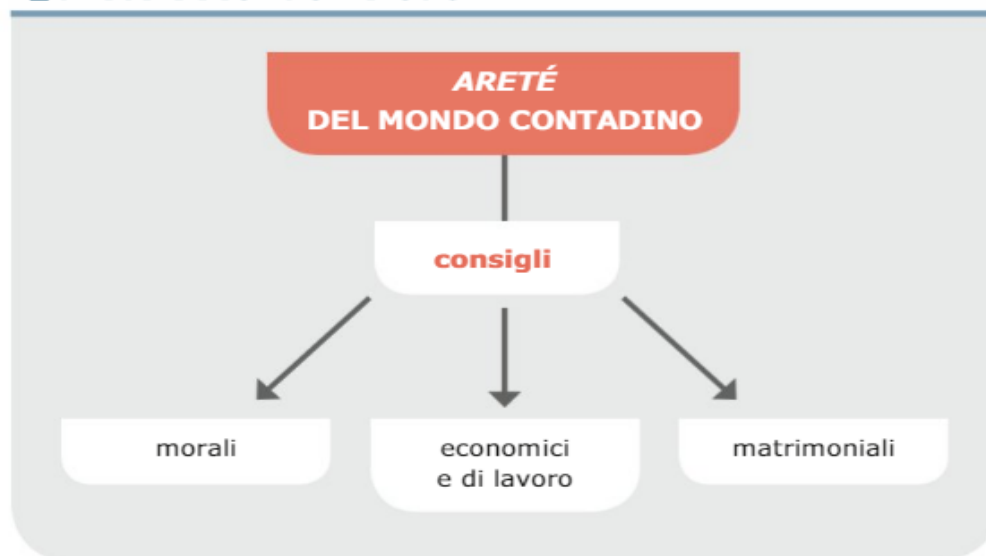 ARETÉ
DEL MONDO CONTADINO
consigli
morali
economici
e di lavoro
matrimoniali